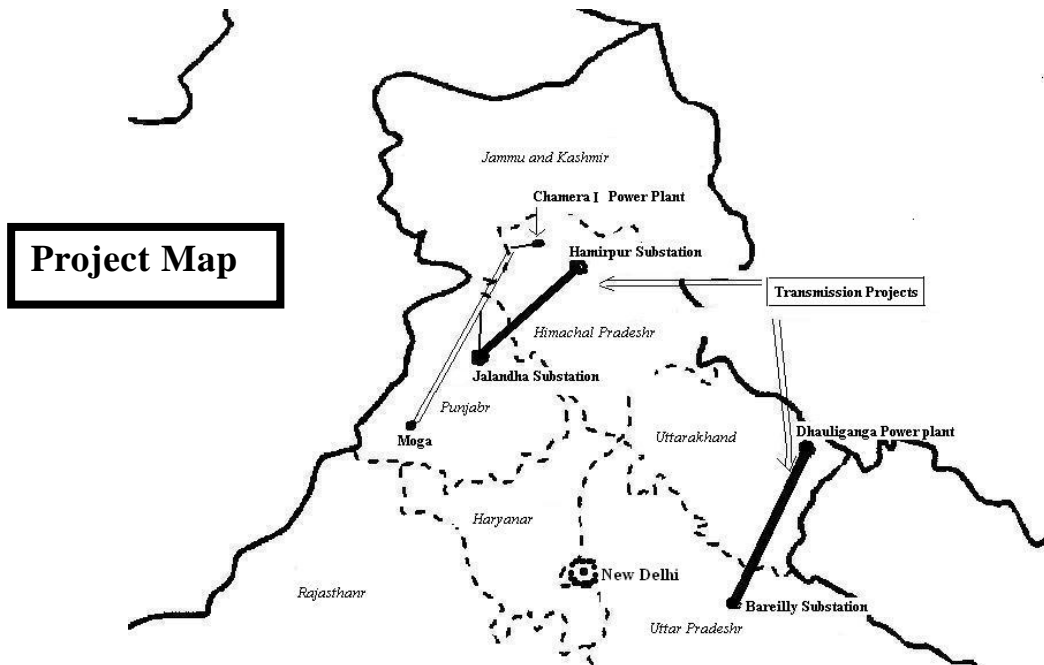 Jammu and Kashmir
Chamera I Power Plant
Project Map
Hamirpur Substation
Transmission Projects
Himachal Pradeshr
Jalandha Substation
Punjabr
Moga
Uttarakhand
Dhauliganga Power plant
Haryanar
New Delhi
Rajasthanr
Bareilly Substation
Uttar Pradeshr